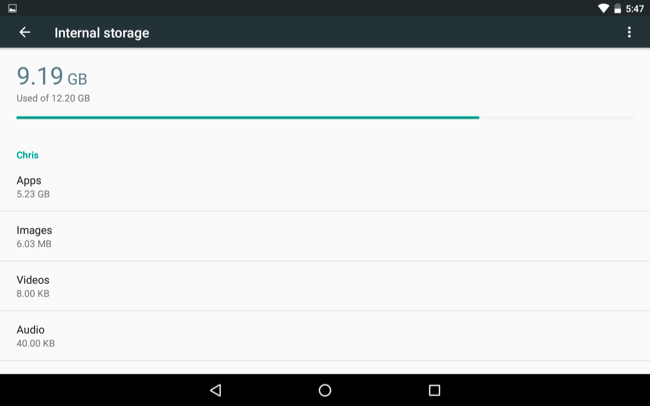 5:47
Internal storage
9.19 GB
Used of 12.20 GB
Chris
Apps
5.23 GB
Images
6.03 MB
Videos
8.00 KB
Audio
40.00 KB